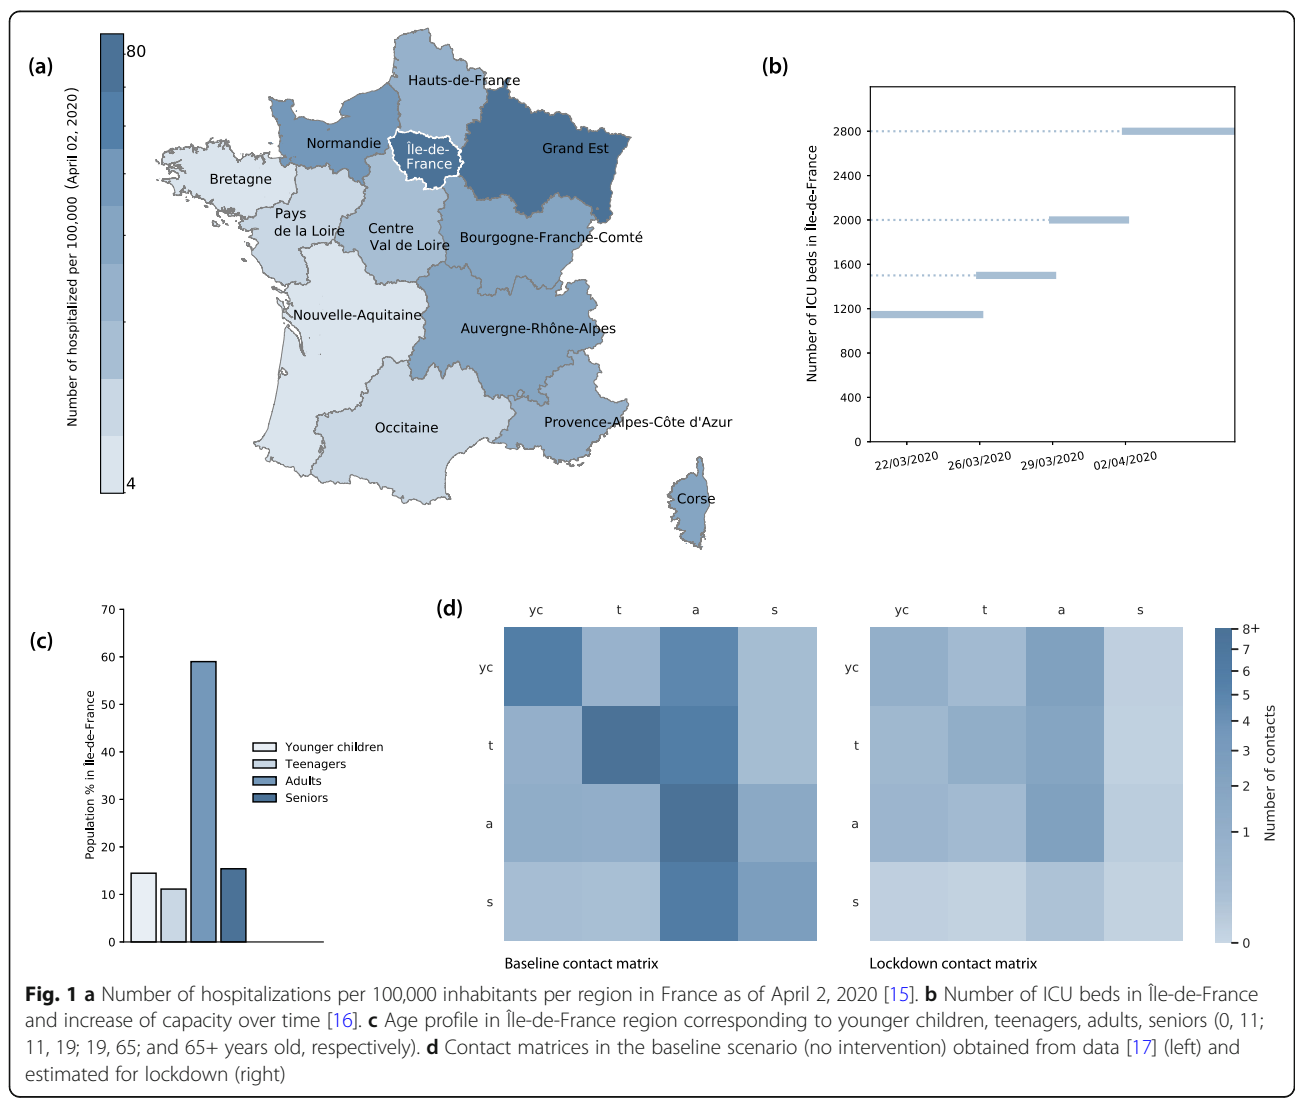 (a)
80
4
Number of hospitalized per 100,000 (April 02, 2020)
Hauts-de-France
Normandie
Île-de-
France
Grand Est
Bretagne
Pays
de la Loire
Centre
Val de Loire
Bourgogne-Franche-Comté
Nouvelle-Aquitaine
Auvergne-Rhône-Alpes
Occitaine
Provence-Alpes-Côte d'Azur
Corse
(b)
Number of ICU beds in Île-de-France
2800
2400
2000
1600
1200
800
400
0
22/03/2020 26/03/2020 29/03/2020 02/04/2020
(c)
Population % in Île-de-France
70
60
50
40
30
20
10
0
Younger children
Teenagers
Adults
Seniors
(d)
yc t a s
yc
t
a
s
Baseline contact matrix
yc t a s
yc
t
a
s
Lockdown contact matrix
8+
7
6
5
4
3
2
1
0
Number of contacts
Fig. 1 a Number of hospitalizations per 100,000 inhabitants per region in France as of April 2, 2020 [15]. b Number of ICU beds in Île-de-France
and increase of capacity over time [16]. c Age profile in Île-de-France region corresponding to younger children, teenagers, adults, seniors (0, 11;
11, 19; 19, 65; and 65+ years old, respectively). d Contact matrices in the baseline scenario (no intervention) obtained from data [17] (left) and
estimated for lockdown (right)